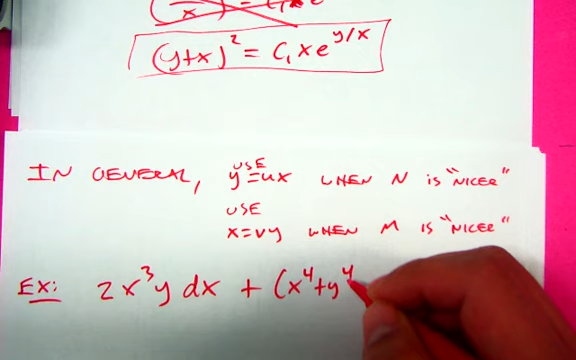 (y+x)² = C₁xe^(y/x)
IN GENERAL, USE y=ux WHEN N IS "NICER"
USE
x=vy WHEN M IS "NICER"
EX: 2x³y dx + (x⁴+y⁴